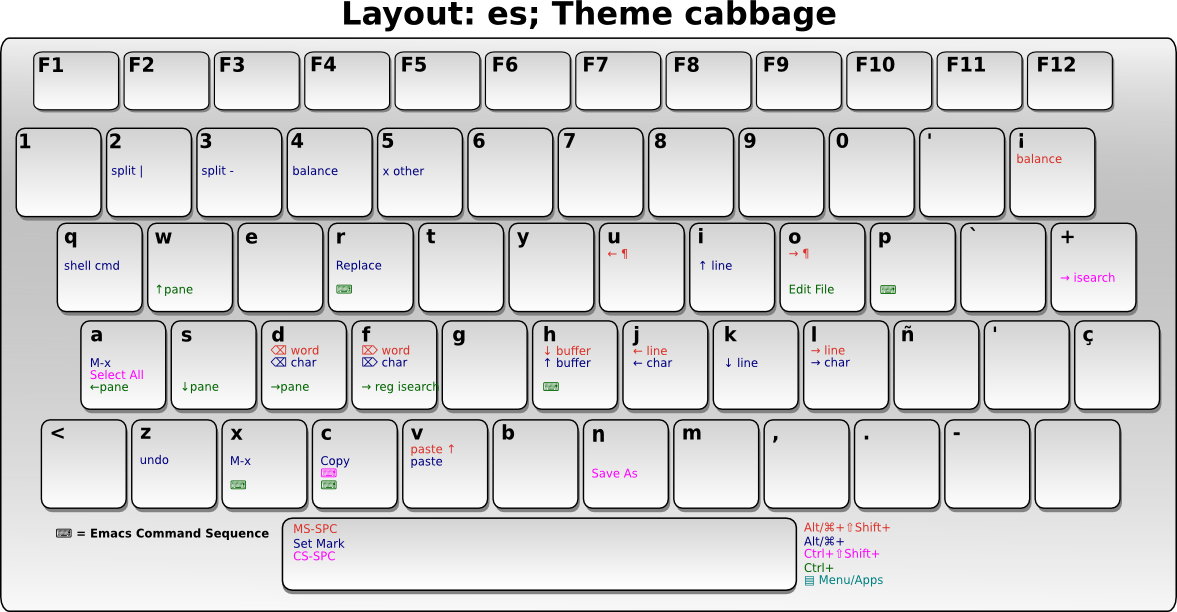 Layout: es; Theme cabbage
F1 F2 F3 F4 F5 F6 F7 F8 F9 F10 F11 F12
1 2 3 4 5 6 7 8 9 0 ' ¡
balance
split | split - balance x other
q w e r t y u i o p ` +
← ¶ → ¶
shell cmd Replace ↑ line
→ isearch
↑pane ⌨ Edit File ⌨
a s d f g h j k l ñ ' ç
⌫ word ⌦ word ↓ buffer ← line → line
M-x ⌫ char ⌦ char ↑ buffer ← char ↓ line → char
Select All
←pane ↓pane →pane → reg isearch ⌨
< z x c v b n m , . -
paste ↑
undo M-x Copy paste
⌨ Save As
⌨ ⌨
⌨ = Emacs Command Sequence
MS-SPC
Set Mark
CS-SPC
Alt/⌘+⇧Shift+
Alt/⌘+
Ctrl+⇧Shift+
Ctrl+
▤ Menu/Apps